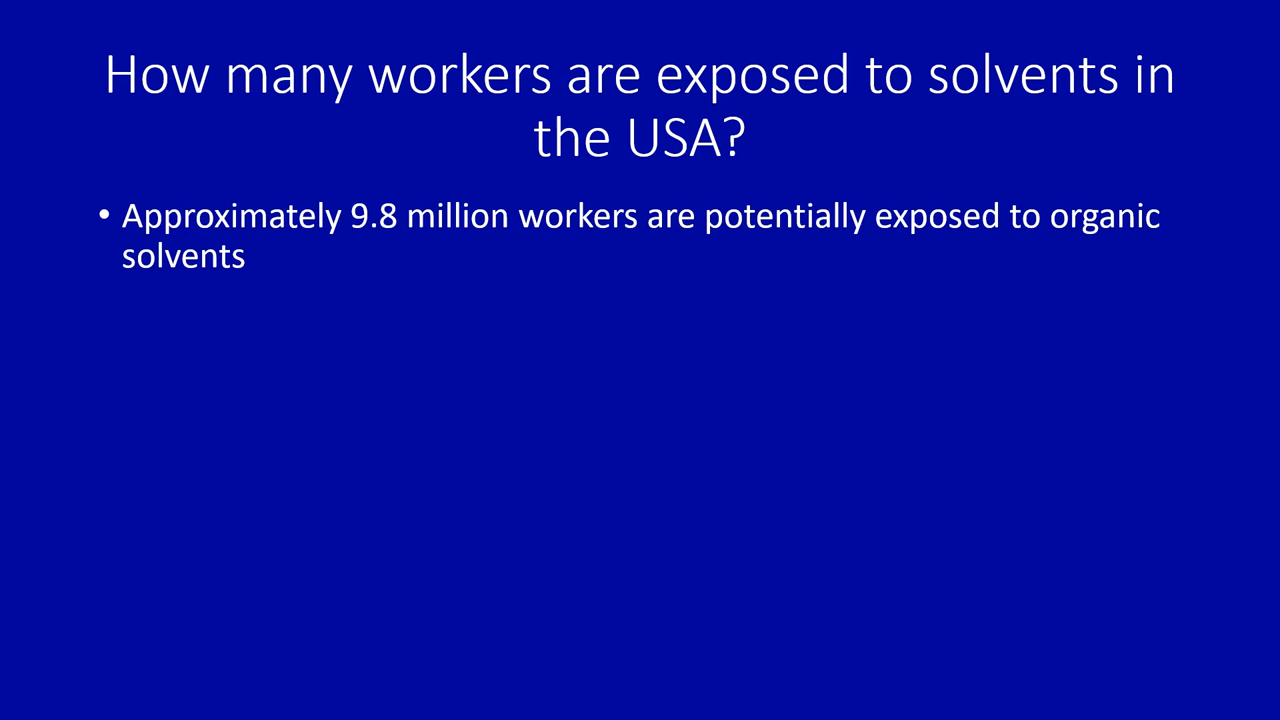 How many workers are exposed to solvents in
the USA?
• Approximately 9.8 million workers are potentially exposed to organic
solvents